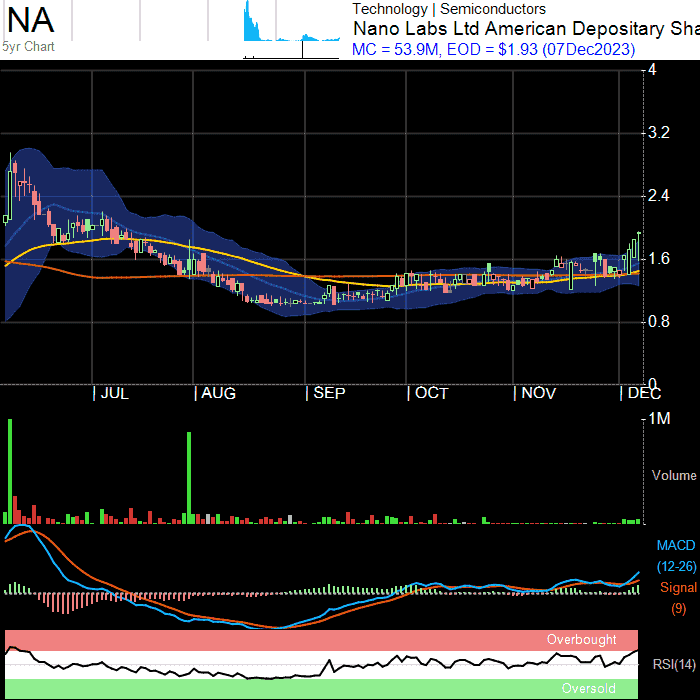 NA
5yr Chart
Technology | Semiconductors
Nano Labs Ltd American Depositary Sha
MC = 53.9M, EOD = $1.93 (07Dec2023)
4
3.2
2.4
1.6
0.8
0
JUL
AUG
SEP
OCT
NOV
DEC
1M
Volume
MACD
(12-26)
Signal
(9)
Overbought
RSI(14)
Oversold